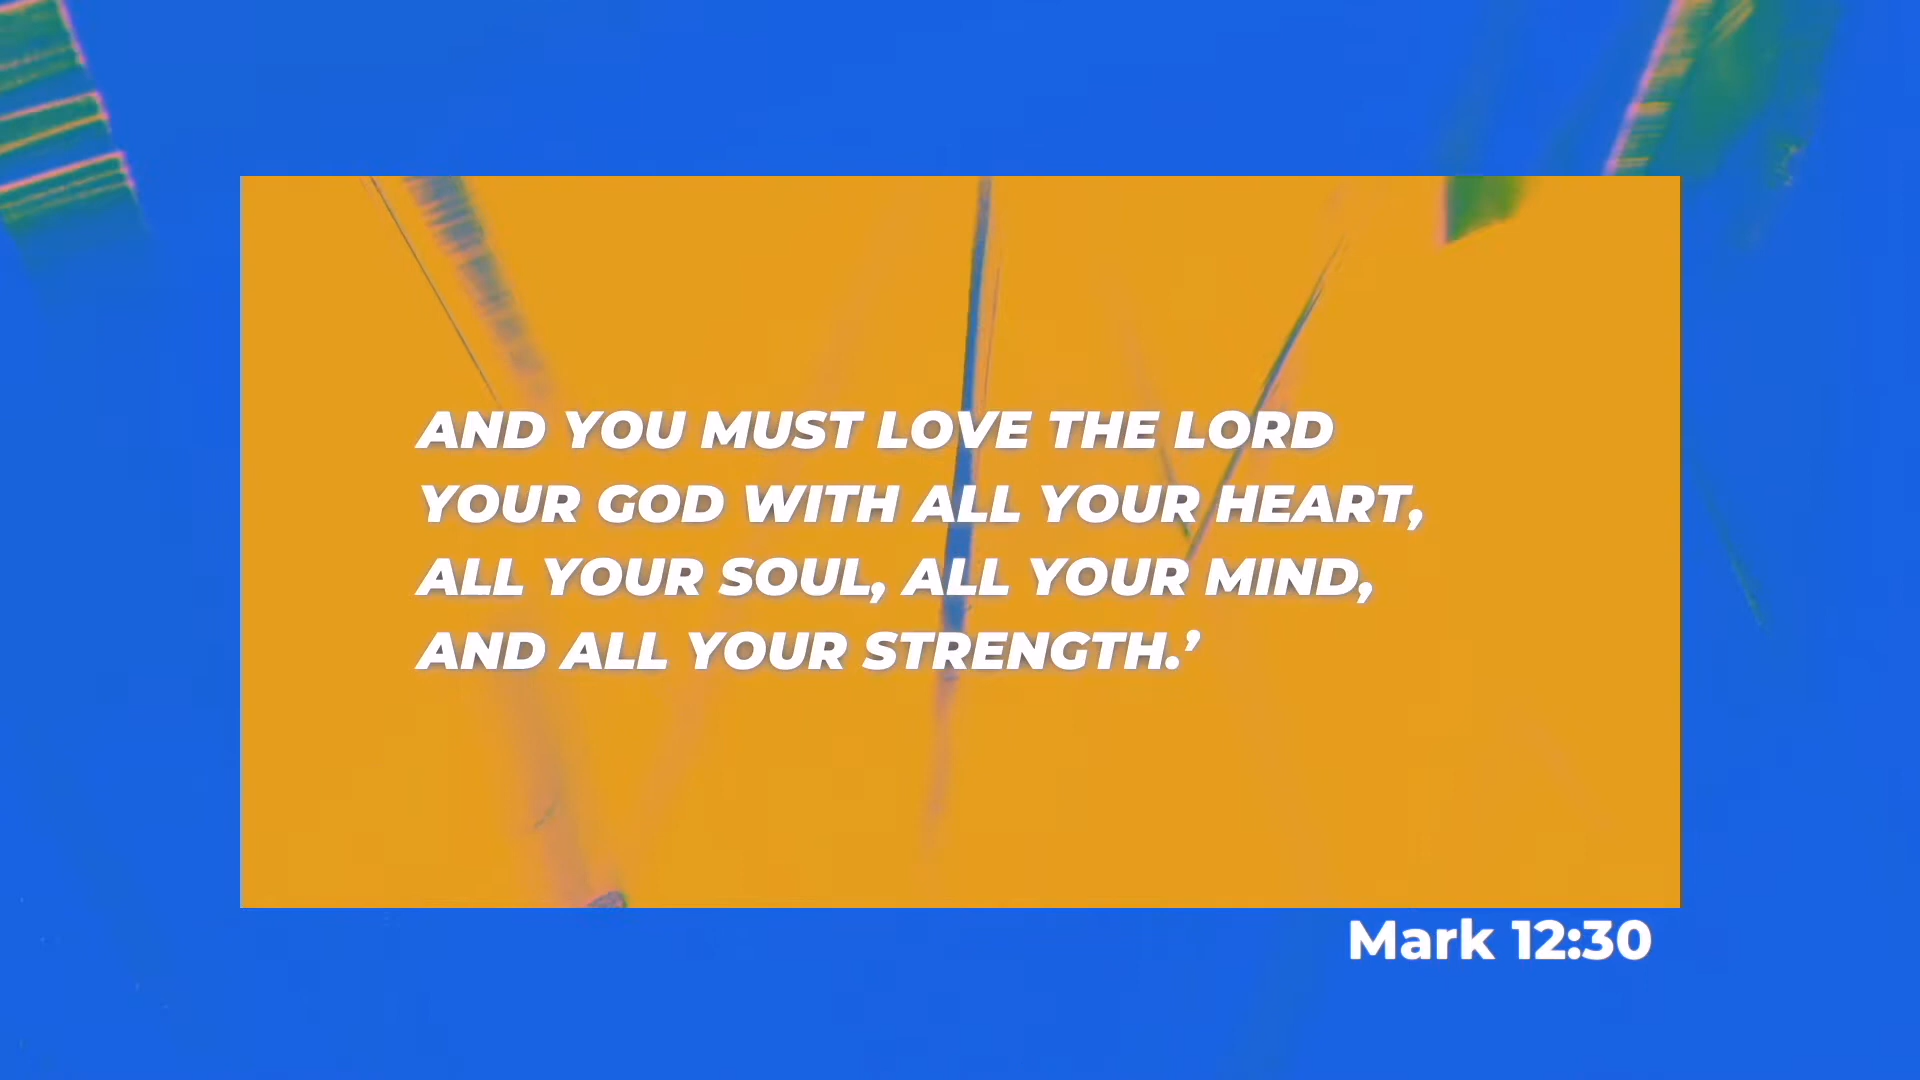 AND YOU MUST LOVE THE LORD
YOUR GOD WITH ALL YOUR HEART,
ALL YOUR SOUL, ALL YOUR MIND,
AND ALL YOUR STRENGTH.’
Mark 12:30